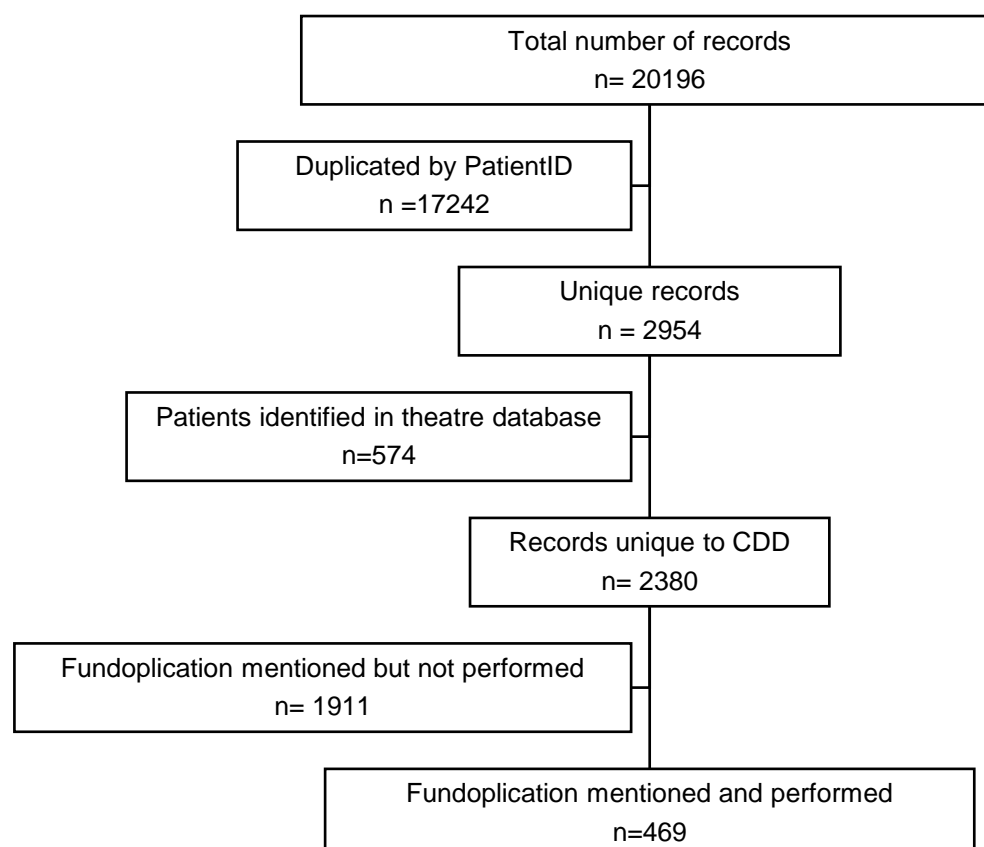 Total number of records
n= 20196
Duplicated by PatientID
n =17242
Unique records
n = 2954
Patients identified in theatre database
n=574
Records unique to CDD
n= 2380
Fundoplication mentioned but not performed
n= 1911
Fundoplication mentioned and performed
n=469